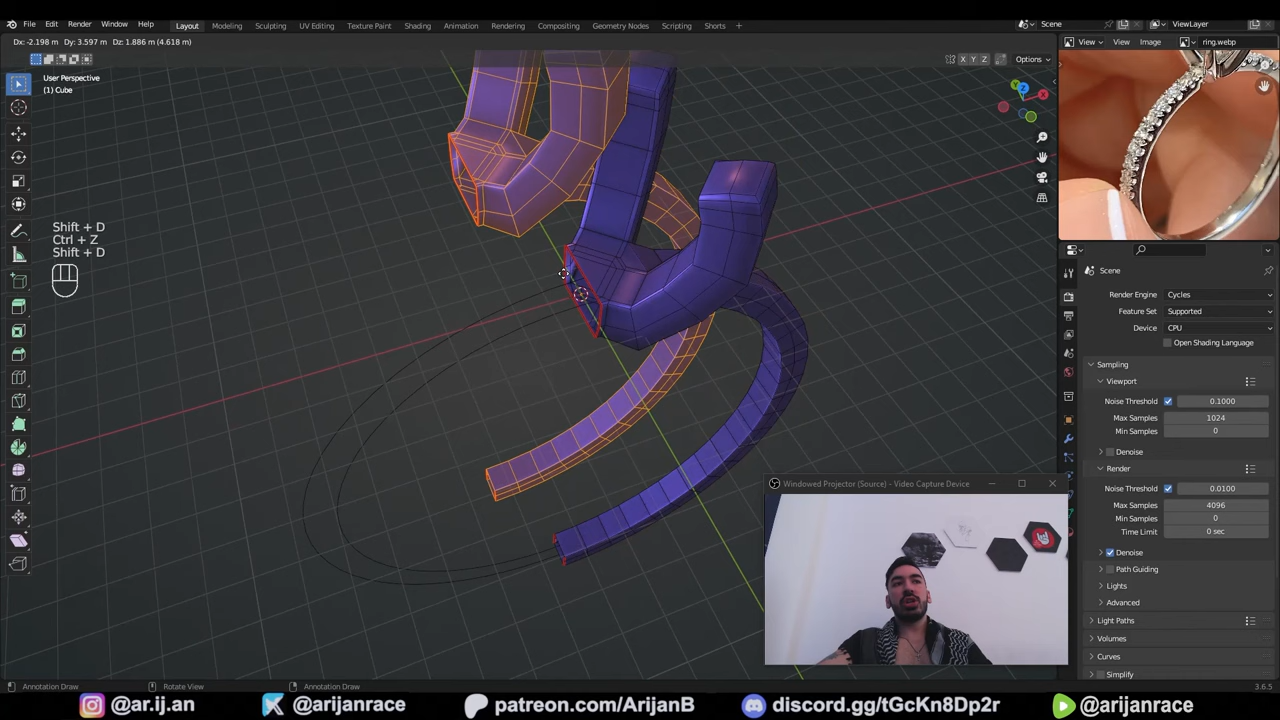 File Edit Render Window Help Layout Modeling Sculpting UV Editing Texture Paint Shading Animation Rendering Compositing Geometry Nodes Scripting Shorts + Scene ViewLayer
Dx: -2.198 m Dy: 3.597 m Dz: 1.886 m (4.618 m) View View Image ring.webp
X Y Z Options
User Perspective
(1) Cube
Shift + D
Ctrl + Z
Shift + D
Scene
Render Engine Cycles
Feature Set Supported
Device CPU
Open Shading Language
Sampling
Viewport
Noise Threshold 0.1000
Max Samples 1024
Min Samples 0
Denoise
Render
Noise Threshold 0.0100
Max Samples 4096
Min Samples 0
Time Limit 0 sec
Denoise
Path Guiding
Lights
Advanced
Light Paths
Volumes
Curves
Simplify
Windowed Projector (Source) - Video Capture Device
Annotation Draw Rotate View Annotation Draw 3.6.5
@ar.ij.an @arijanrace patreon.com/ArijanB discord.gg/tGcKn8Dp2r @arijanrace